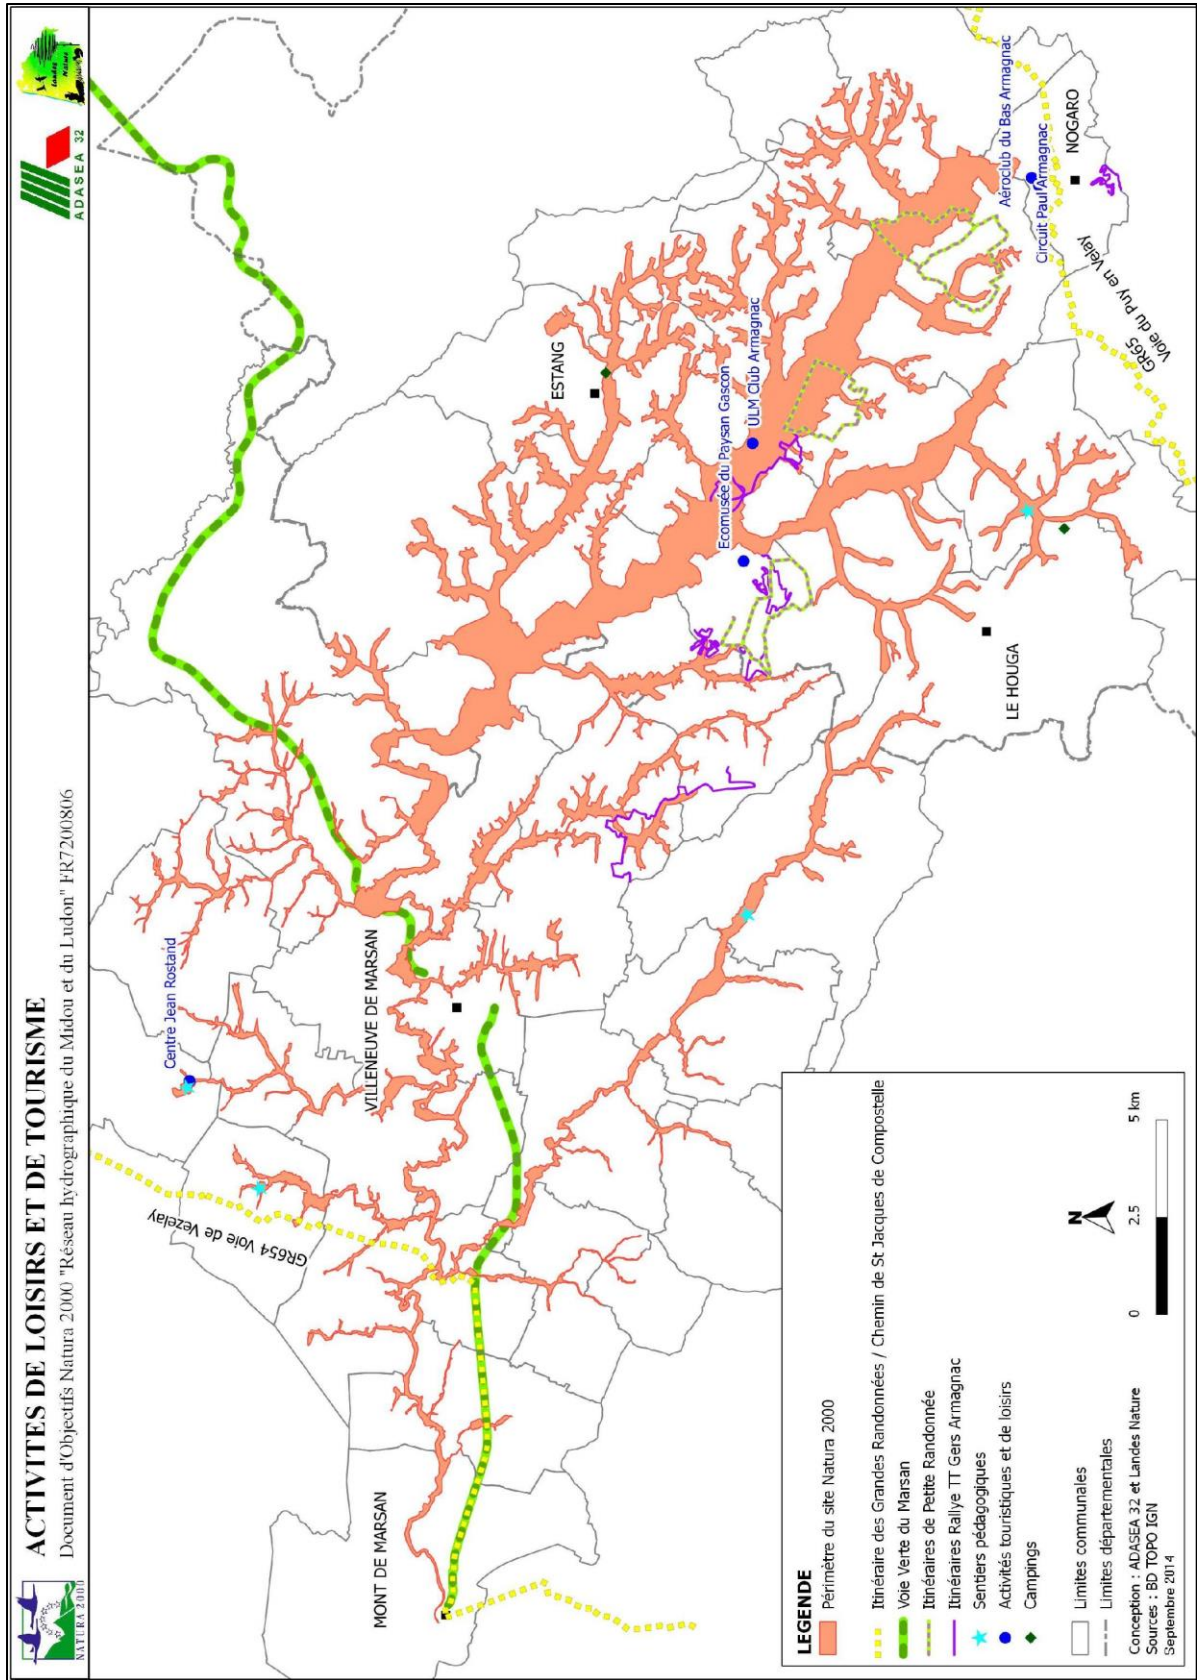 ACTIVITES DE LOISIRS ET DE TOURISME
Document d'Objectifs Natura 2000 "Réseau hydrographique du Midou et du Ludon" FR7200806
NATURA 2000
ADASEA 32
Landes
Nature
Centre Jean Rostand
GR654 Voie de Vezelay
VILLENEUVE DE MARSAN
MONT DE MARSAN
ESTANG
Ecomusée du Paysan Gascon
ULM Club Armagnac
Aéroclub du Bas Armagnac
Circuit Paul Armagnac
NOGARO
GR65
Voie du Puy en Velay
LE HOUGA
LEGENDE
Périmètre du site Natura 2000
Itinéraire des Grandes Randonnées / Chemin de St Jacques de Compostelle
Voie Verte du Marsan
Itinéraires de Petite Randonnée
Itinéraires Rallye TT Gers Armagnac
Sentiers pédagogiques
Activités touristiques et de loisirs
Campings
Limites communales
Limites départementales
N
0 2.5 5 km
Conception : ADASEA 32 et Landes Nature
Sources : BD TOPO IGN
Septembre 2014